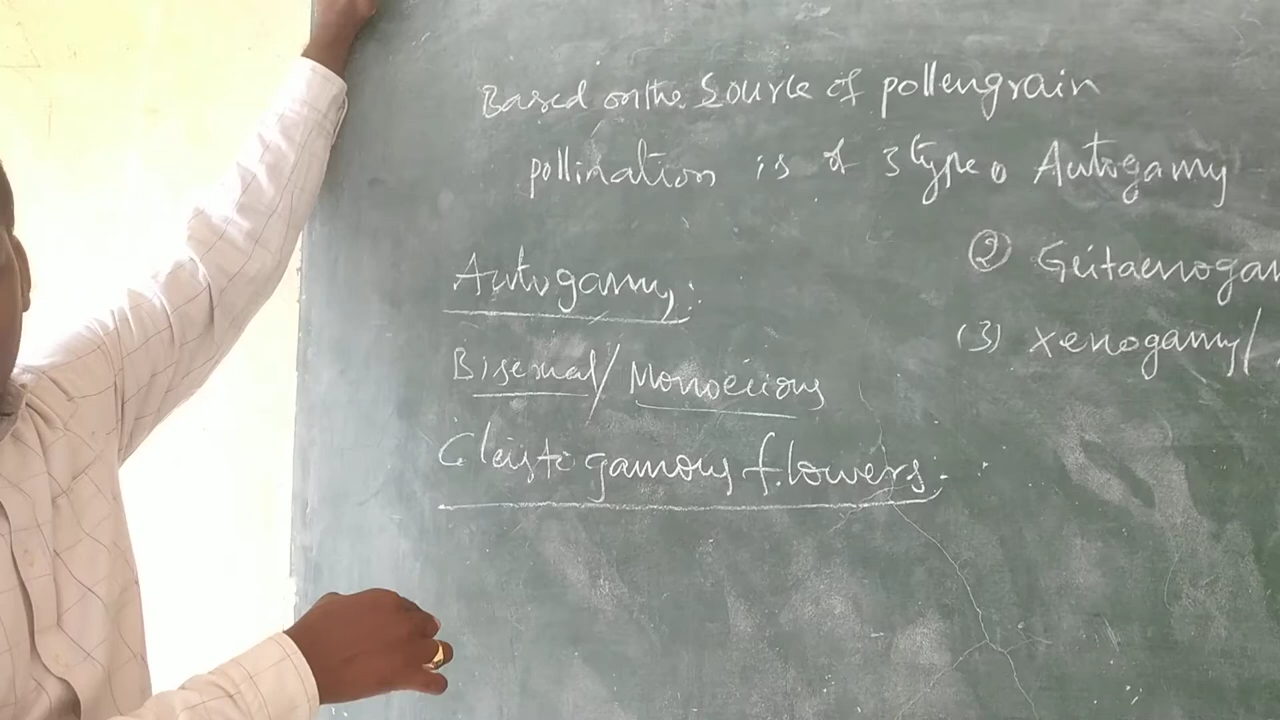 Based on the Source of pollengrain
pollination is of 3 type ① Autogamy
② Geitaenogam
(3) Xenogamy/
Autogamy:
Bisexual/Monoecious
Cleistogamous flowers: